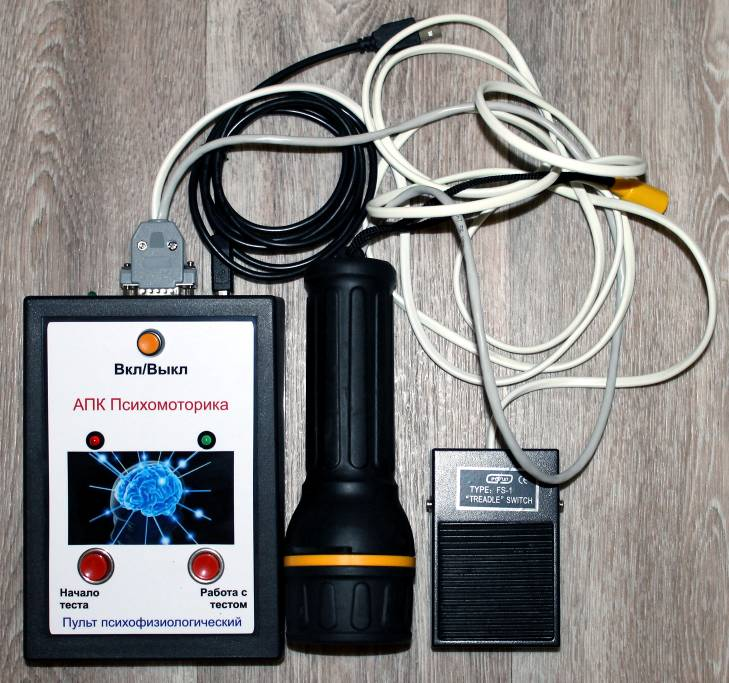 Вкл/Выкл
АПК Психомоторика
Начало
теста
Работа с
тестом
Пульт психофизиологический
TYPE: FS-1
"TREADLE" SWITCH